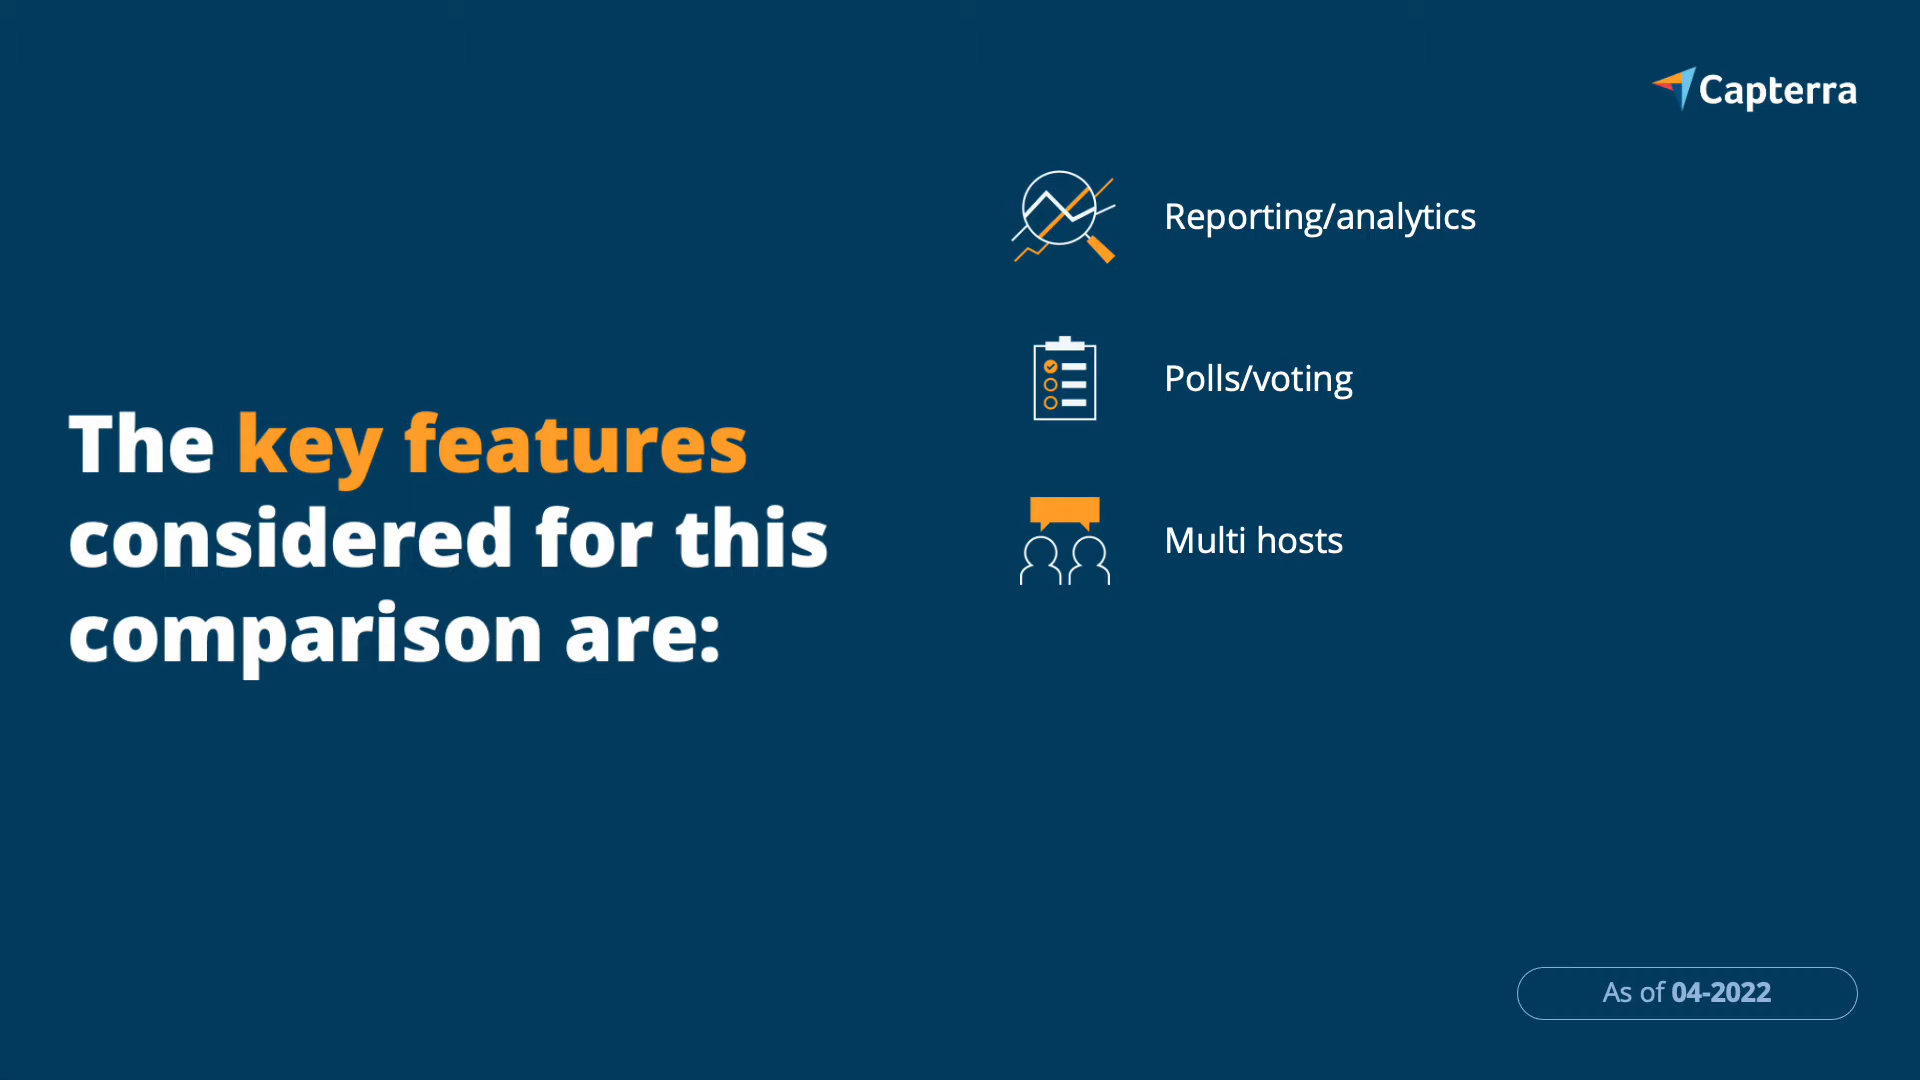 Capterra
The key features
considered for this
comparison are:
Reporting/analytics
Polls/voting
Multi hosts
As of 04-2022